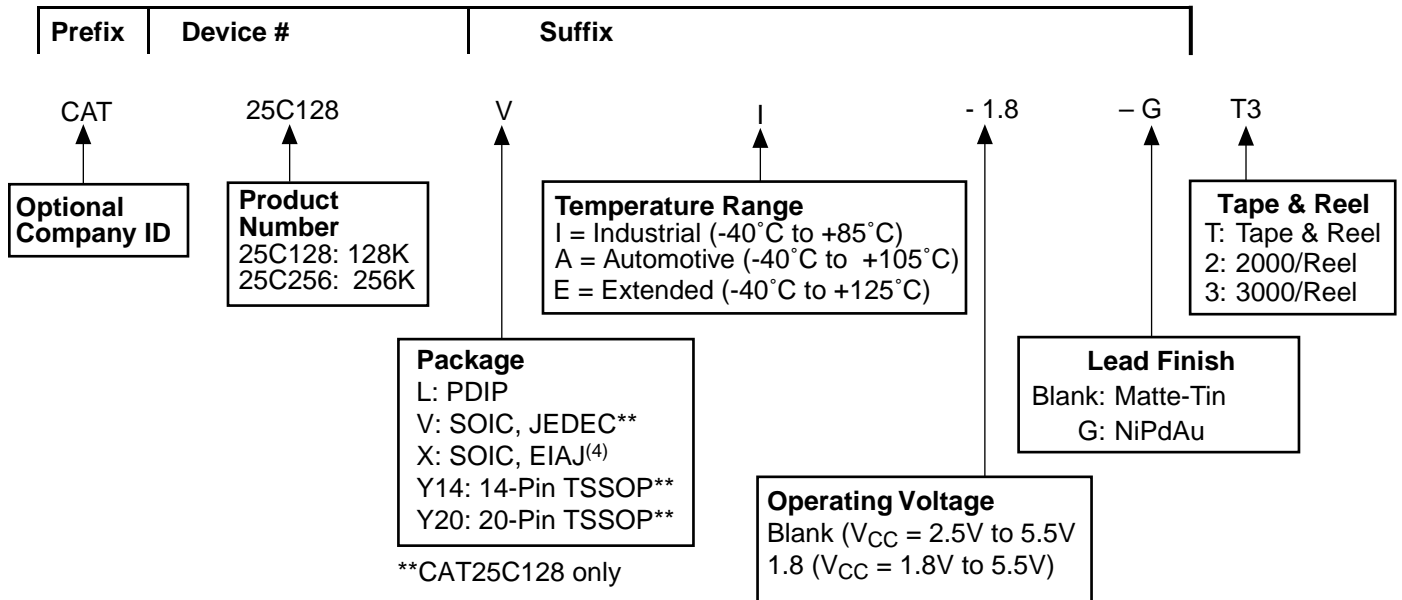 Prefix Device # Suffix
CAT 25C128 V I - 1.8 – G T3
Optional
Company ID
Product
Number
25C128: 128K
25C256: 256K
Temperature Range
I = Industrial (-40˚C to +85˚C)
A = Automotive (-40˚C to +105˚C)
E = Extended (-40˚C to +125˚C)
Tape & Reel
T: Tape & Reel
2: 2000/Reel
3: 3000/Reel
Package
L: PDIP
V: SOIC, JEDEC**
X: SOIC, EIAJ(4)
Y14: 14-Pin TSSOP**
Y20: 20-Pin TSSOP**
**CAT25C128 only
Operating Voltage
Blank (VCC = 2.5V to 5.5V
1.8 (VCC = 1.8V to 5.5V)
Lead Finish
Blank: Matte-Tin
G: NiPdAu